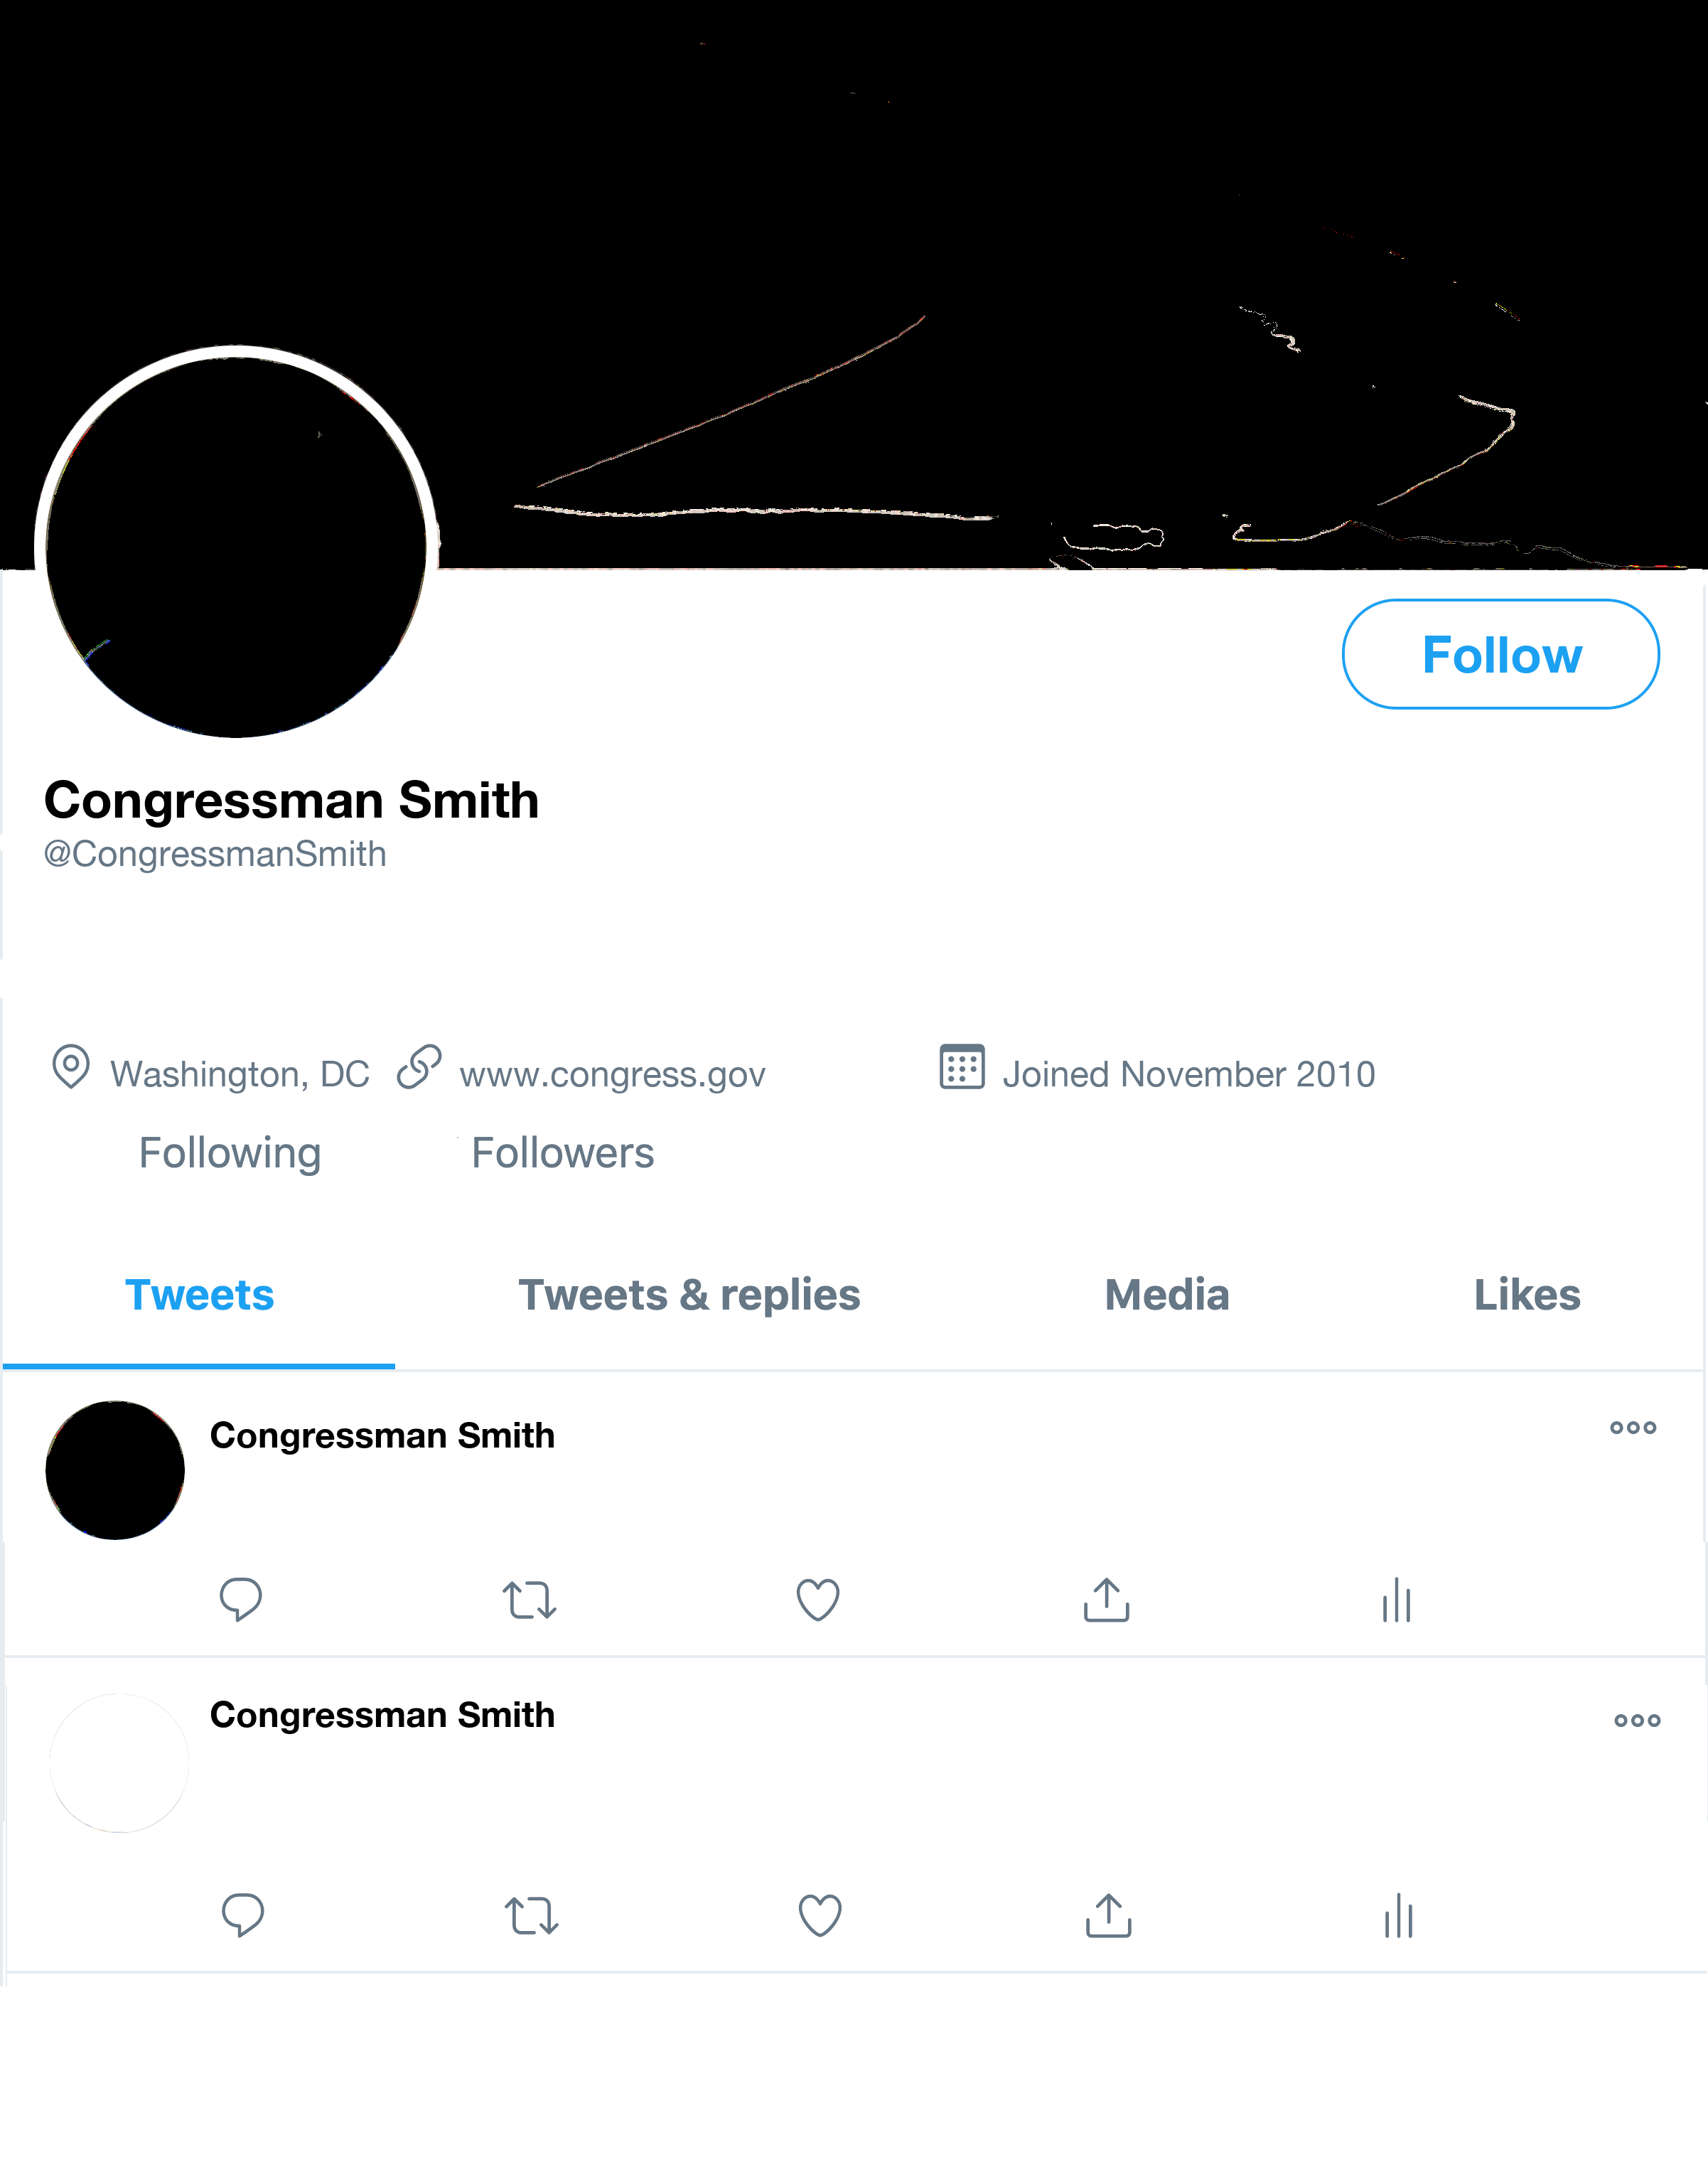 Follow
Congressman Smith
@CongressmanSmith
Washington, DC www.congress.gov Joined November 2010
Following Followers
Tweets Tweets & replies Media Likes
Congressman Smith
Congressman Smith